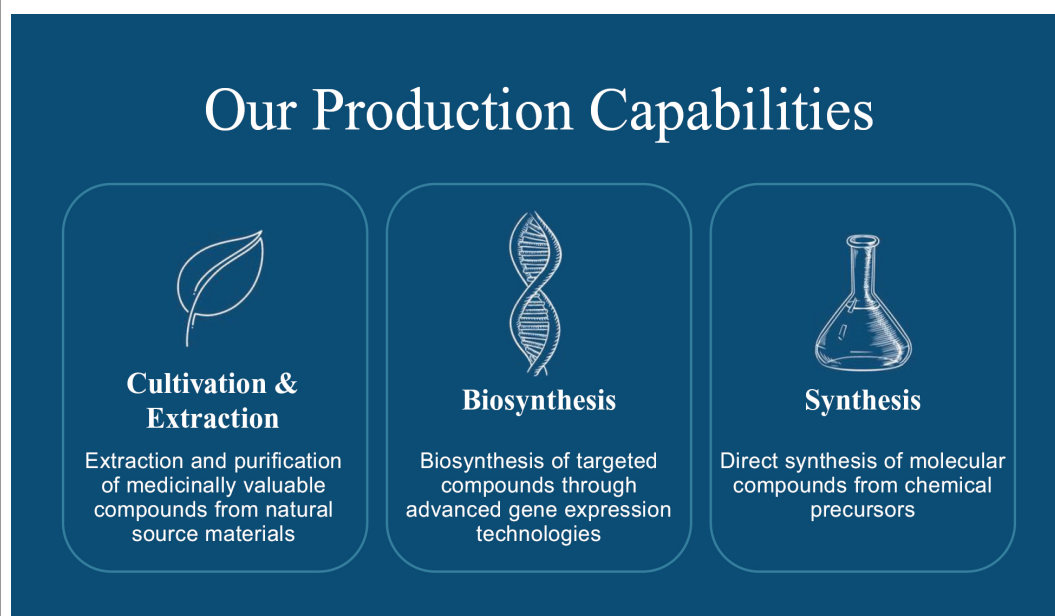 Our Production Capabilities
Cultivation &
Extraction
Extraction and purification
of medicinally valuable
compounds from natural
source materials
Biosynthesis
Biosynthesis of targeted
compounds through
advanced gene expression
technologies
Synthesis
Direct synthesis of molecular
compounds from chemical
precursors